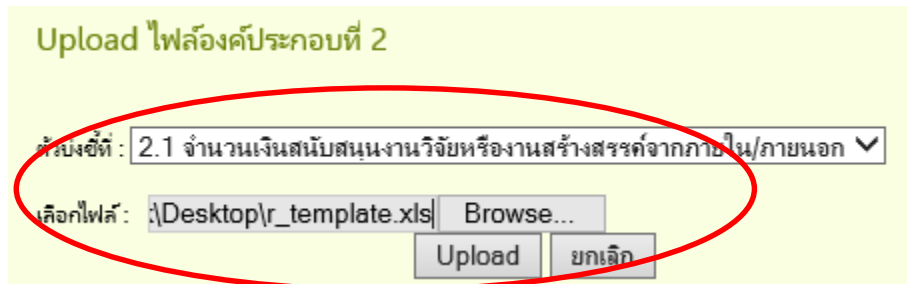 Upload ไฟล์องค์ประกอบที่ 2
ตัวบ่งชี้ที่ : 2.1 จำนวนเงินสนับสนุนงานวิจัยหรืองานสร้างสรรค์จากภายใน/ภายนอก
เลือกไฟล์ : :\Desktop\r_template.xls Browse...
Upload ยกเลิก